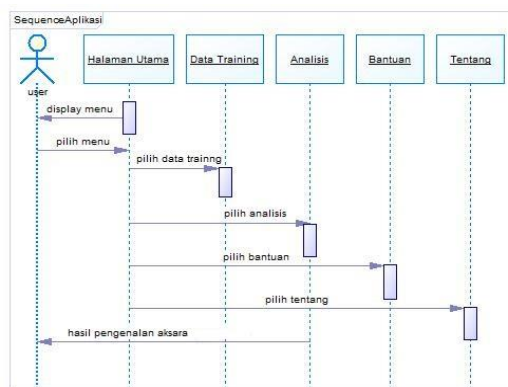 SequenceAplikasi
Halaman Utama
Data Training
Analisis
Bantuan
Tentang
user
display menu
pilih menu
pilih data trainng
pilih analisis
pilih bantuan
pilih tentang
hasil pengenalan aksara